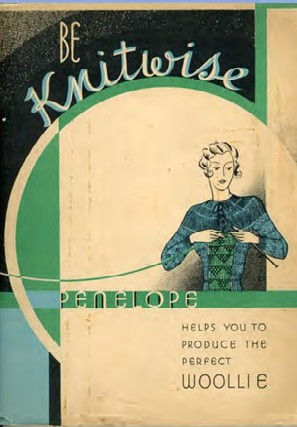 BE
Knitwise
PENELOPE
HELPS YOU TO
PRODUCE THE
PERFECT
WOOLLIE